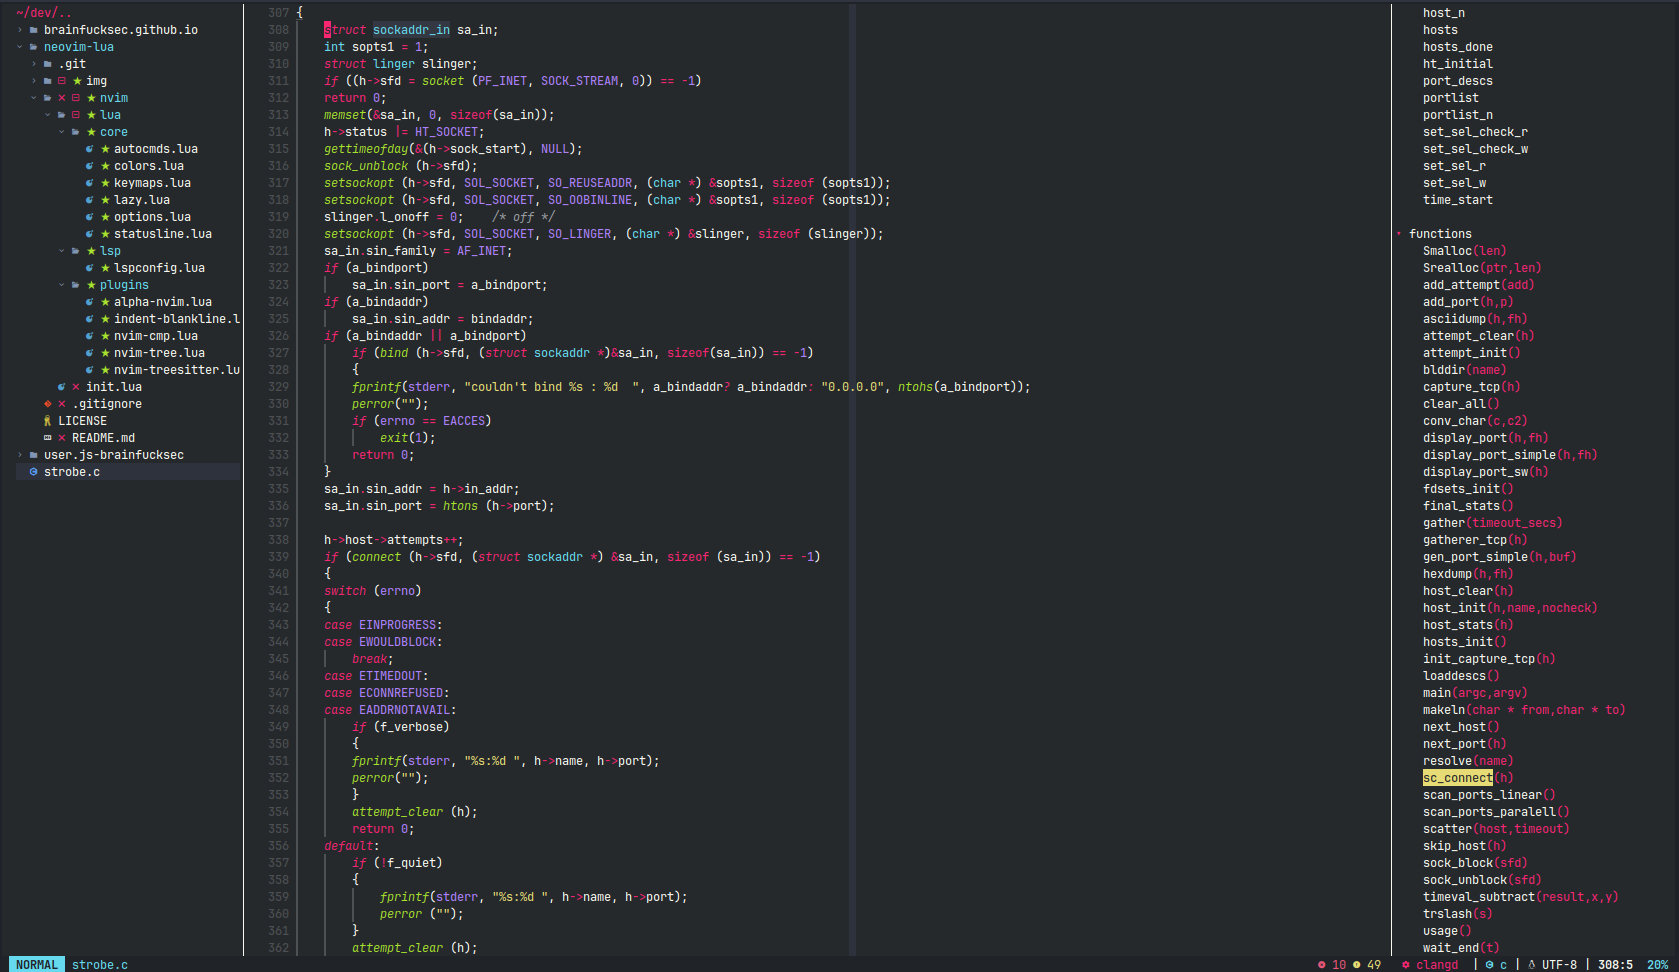 ~/dev/..
brainfucksec.github.io
neovim-lua
.git
img
nvim
lua
core
autocmds.lua
colors.lua
keymaps.lua
lazy.lua
options.lua
statusline.lua
lsp
lspconfig.lua
plugins
alpha-nvim.lua
indent-blankline.l
nvim-cmp.lua
nvim-tree.lua
nvim-treesitter.lu
init.lua
.gitignore
LICENSE
README.md
user.js-brainfucksec
strobe.c
307 {
308 struct sockaddr_in sa_in;
309 int sopts1 = 1;
310 struct linger slinger;
311 if ((h->sfd = socket (PF_INET, SOCK_STREAM, 0)) == -1)
312 return 0;
313 memset(&sa_in, 0, sizeof(sa_in));
314 h->status |= HT_SOCKET;
315 gettimeofday(&(h->sock_start), NULL);
316 sock_unblock (h->sfd);
317 setsockopt (h->sfd, SOL_SOCKET, SO_REUSEADDR, (char *) &sopts1, sizeof (sopts1));
318 setsockopt (h->sfd, SOL_SOCKET, SO_OOBINLINE, (char *) &sopts1, sizeof (sopts1));
319 slinger.l_onoff = 0;    /* off */
320 setsockopt (h->sfd, SOL_SOCKET, SO_LINGER, (char *) &slinger, sizeof (slinger));
321 sa_in.sin_family = AF_INET;
322 if (a_bindport)
323 sa_in.sin_port = a_bindport;
324 if (a_bindaddr)
325 sa_in.sin_addr = bindaddr;
326 if (a_bindaddr || a_bindport)
327 if (bind (h->sfd, (struct sockaddr *)&sa_in, sizeof(sa_in)) == -1)
328 {
329 fprintf(stderr, "couldn't bind %s : %d  ", a_bindaddr? a_bindaddr: "0.0.0.0", ntohs(a_bindport));
330 perror("");
331 if (errno == EACCES)
332 exit(1);
333 return 0;
334 }
335 sa_in.sin_addr = h->in_addr;
336 sa_in.sin_port = htons (h->port);
337
338 h->host->attempts++;
339 if (connect (h->sfd, (struct sockaddr *) &sa_in, sizeof (sa_in)) == -1)
340 {
341 switch (errno)
342 {
343 case EINPROGRESS:
344 case EWOULDBLOCK:
345 break;
346 case ETIMEDOUT:
347 case ECONNREFUSED:
348 case EADDRNOTAVAIL:
349 if (f_verbose)
350 {
351 fprintf(stderr, "%s:%d ", h->name, h->port);
352 perror("");
353 }
354 attempt_clear (h);
355 return 0;
356 default:
357 if (!f_quiet)
358 {
359 fprintf(stderr, "%s:%d ", h->name, h->port);
360 perror ("");
361 }
362 attempt_clear (h);
host_n
hosts
hosts_done
ht_initial
port_descs
portlist
portlist_n
set_sel_check_r
set_sel_check_w
set_sel_r
set_sel_w
time_start
functions
Smalloc(len)
Srealloc(ptr,len)
add_attempt(add)
add_port(h,p)
asciidump(h,fh)
attempt_clear(h)
attempt_init()
blddir(name)
capture_tcp(h)
clear_all()
conv_char(c,c2)
display_port(h,fh)
display_port_simple(h,fh)
display_port_sw(h)
fdsets_init()
final_stats()
gather(timeout_secs)
gatherer_tcp(h)
gen_port_simple(h,buf)
hexdump(h,fh)
host_clear(h)
host_init(h,name,nocheck)
host_stats(h)
hosts_init()
init_capture_tcp(h)
loaddescs()
main(argc,argv)
makeln(char * from,char * to)
next_host()
next_port(h)
resolve(name)
sc_connect(h)
scan_ports_linear()
scan_ports_paralell()
scatter(host,timeout)
skip_host(h)
sock_block(sfd)
sock_unblock(sfd)
timeval_subtract(result,x,y)
trslash(s)
usage()
wait_end(t)
NORMAL strobe.c 10 49 clangd | c | UTF-8 | 308:5 20%